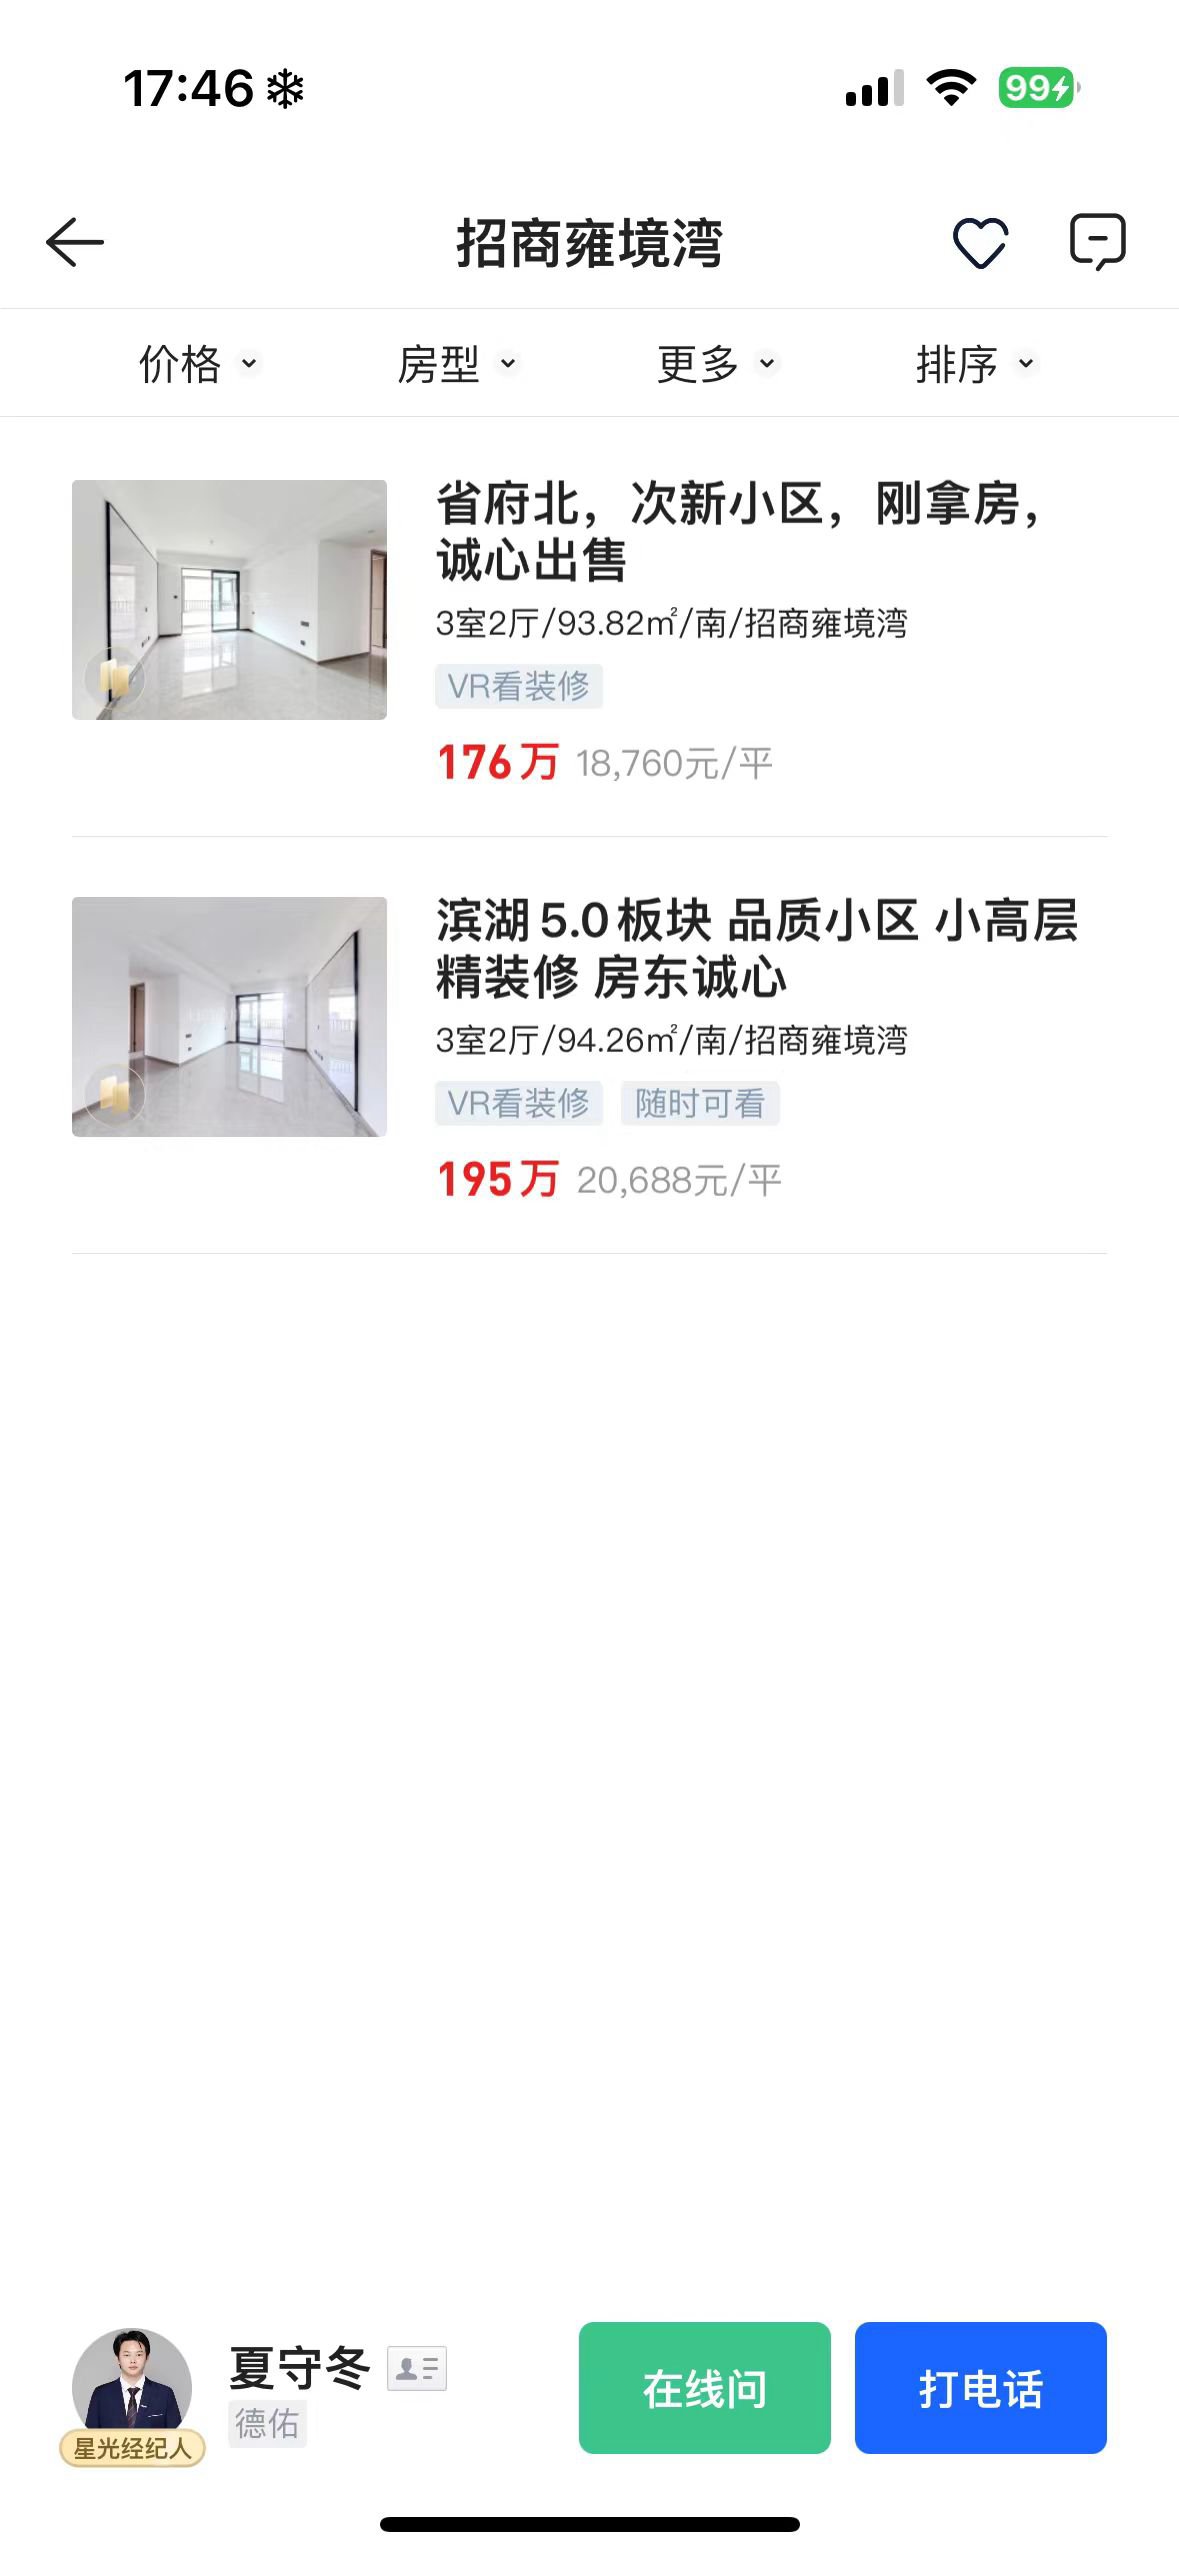 17:46
99
招商雍境湾
价格 房型 更多 排序
省府北，次新小区，刚拿房，
诚心出售
3室2厅/93.82㎡/南/招商雍境湾
VR看装修
176万 18,760元/平
滨湖5.0板块 品质小区 小高层
精装修 房东诚心
3室2厅/94.26㎡/南/招商雍境湾
VR看装修 随时可看
195万 20,688元/平
夏守冬
德佑
星光经纪人
在线问
打电话